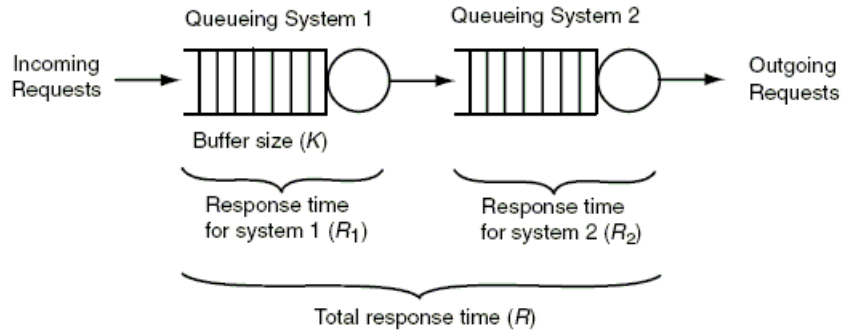 Queueing System 1
Queueing System 2
Incoming
Requests
Outgoing
Requests
Buffer size (K)
Response time
for system 1 (R1)
Response time
for system 2 (R2)
Total response time (R)